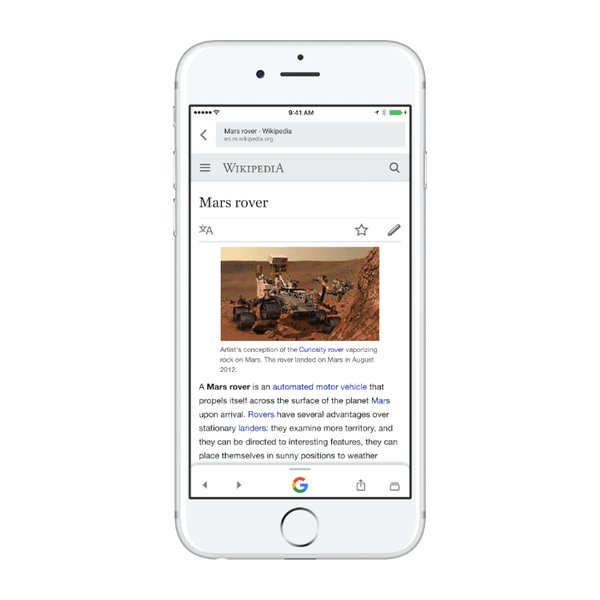 9:41 AM
Mars rover - Wikipedia
en.m.wikipedia.org
WIKIPEDIA
Mars rover
文A
Artist's conception of the Curiosity rover vaporizing
rock on Mars. The rover landed on Mars in August
2012.
A Mars rover is an automated motor vehicle that
propels itself across the surface of the planet Mars
upon arrival. Rovers have several advantages over
stationary landers: they examine more territory, and
they can be directed to interesting features, they can
place themselves in sunny positions to weather
G